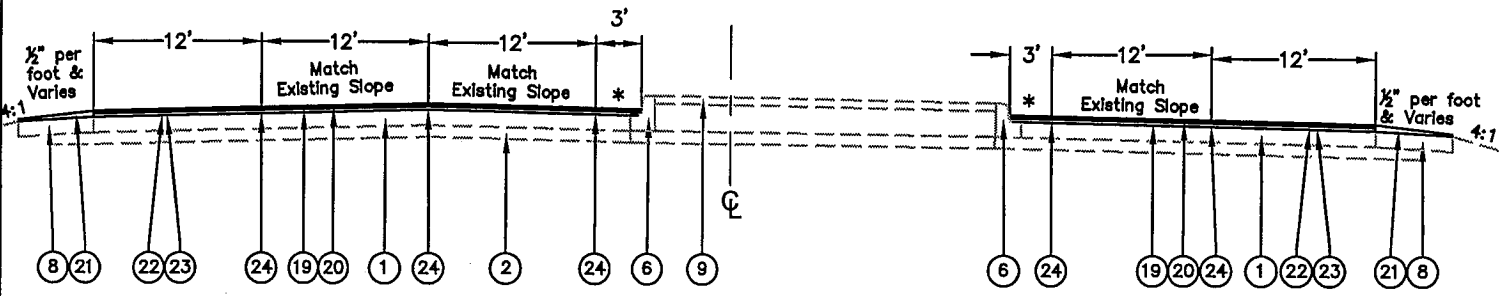 3'
12' 12' 12'
3' 12' 12'
½" per
foot &
Varies
4:1
Match
Existing Slope
Match
Existing Slope
*
*
Match
Existing Slope
½" per foot
& Varies
4:1
℄
8 21 22 23 24 19 20 1 24 2 24 6 9 6 24 19 20 24 1 22 23 21 8